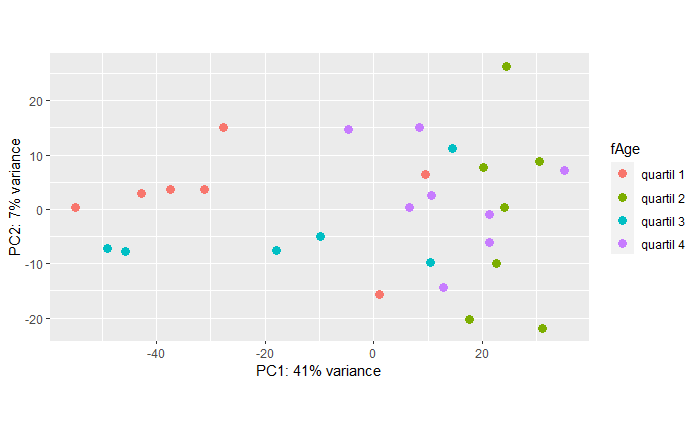 20
10
0
-10
-20
PC2: 7% variance
-40
-20
0
20
PC1: 41% variance
fAge
quartil 1
quartil 2
quartil 3
quartil 4